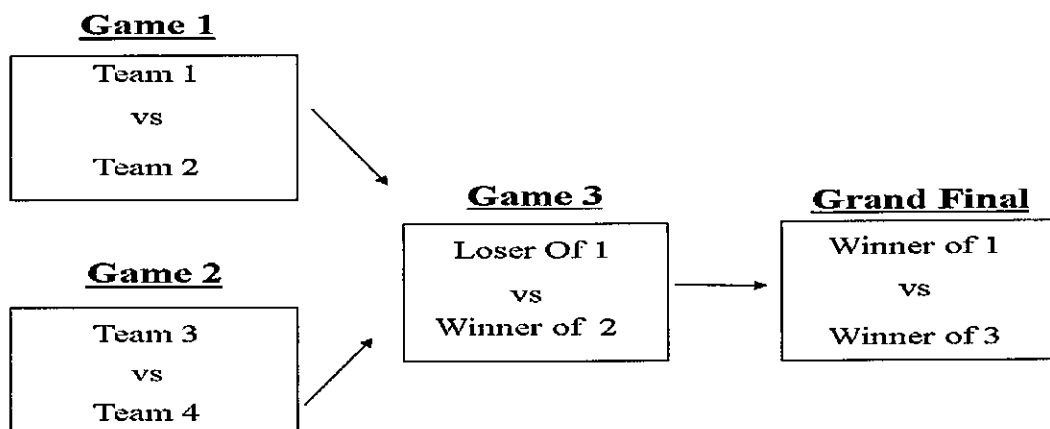 Game 1
Team 1
vs
Team 2
Game 2
Team 3
vs
Team 4
Game 3
Loser Of 1
vs
Winner of 2
Grand Final
Winner of 1
vs
Winner of 3